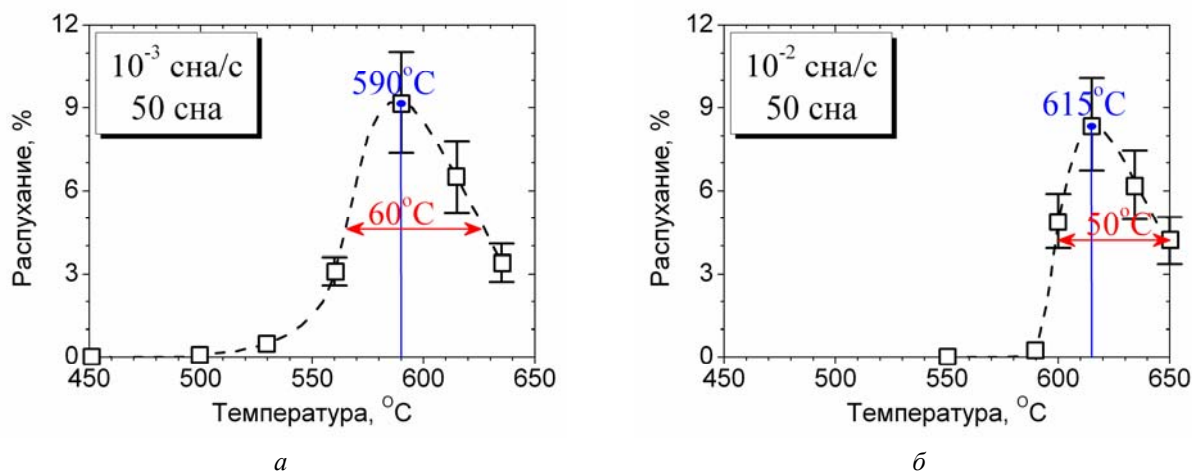 12
9
6
3
0
Распухание, %
10⁻³ сна/с
50 сна
590°C
60°C
450 500 550 600 650
Температура, °C
а
12
9
6
3
0
Распухание, %
10⁻² сна/с
50 сна
615°C
50°C
450 500 550 600 650
Температура, °C
б